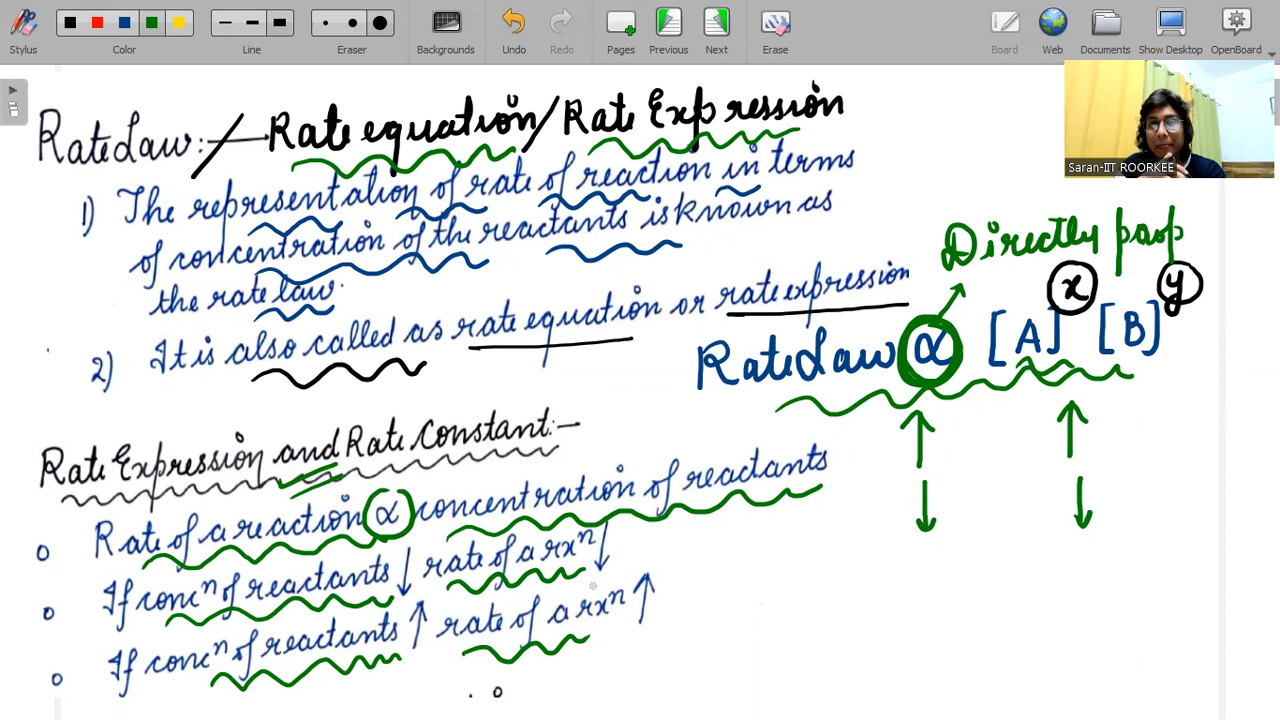 Stylus
Color
Line
Eraser
Backgrounds
Undo
Redo
Pages
Previous
Next
Erase
Board
Web
Documents
Show Desktop
OpenBoard
Saran-IIT ROORKEE
Rate Law:- / Rate equation/Rate Expression
1) The representation of rate of reaction in terms
of concentration of the reactants is known as
the rate law.
2) It is also called as rate equation or rate expression
Directly prop
Rate Law ∝ [A]^x [B]^y
↑ ↑
↓ ↓
Rate Expression and Rate Constant:-
o Rate of a reaction ∝ concentration of reactants
o If concⁿ of reactants ↓ rate of a rxⁿ ↓
o If concⁿ of reactants ↑ rate of a rxⁿ ↑